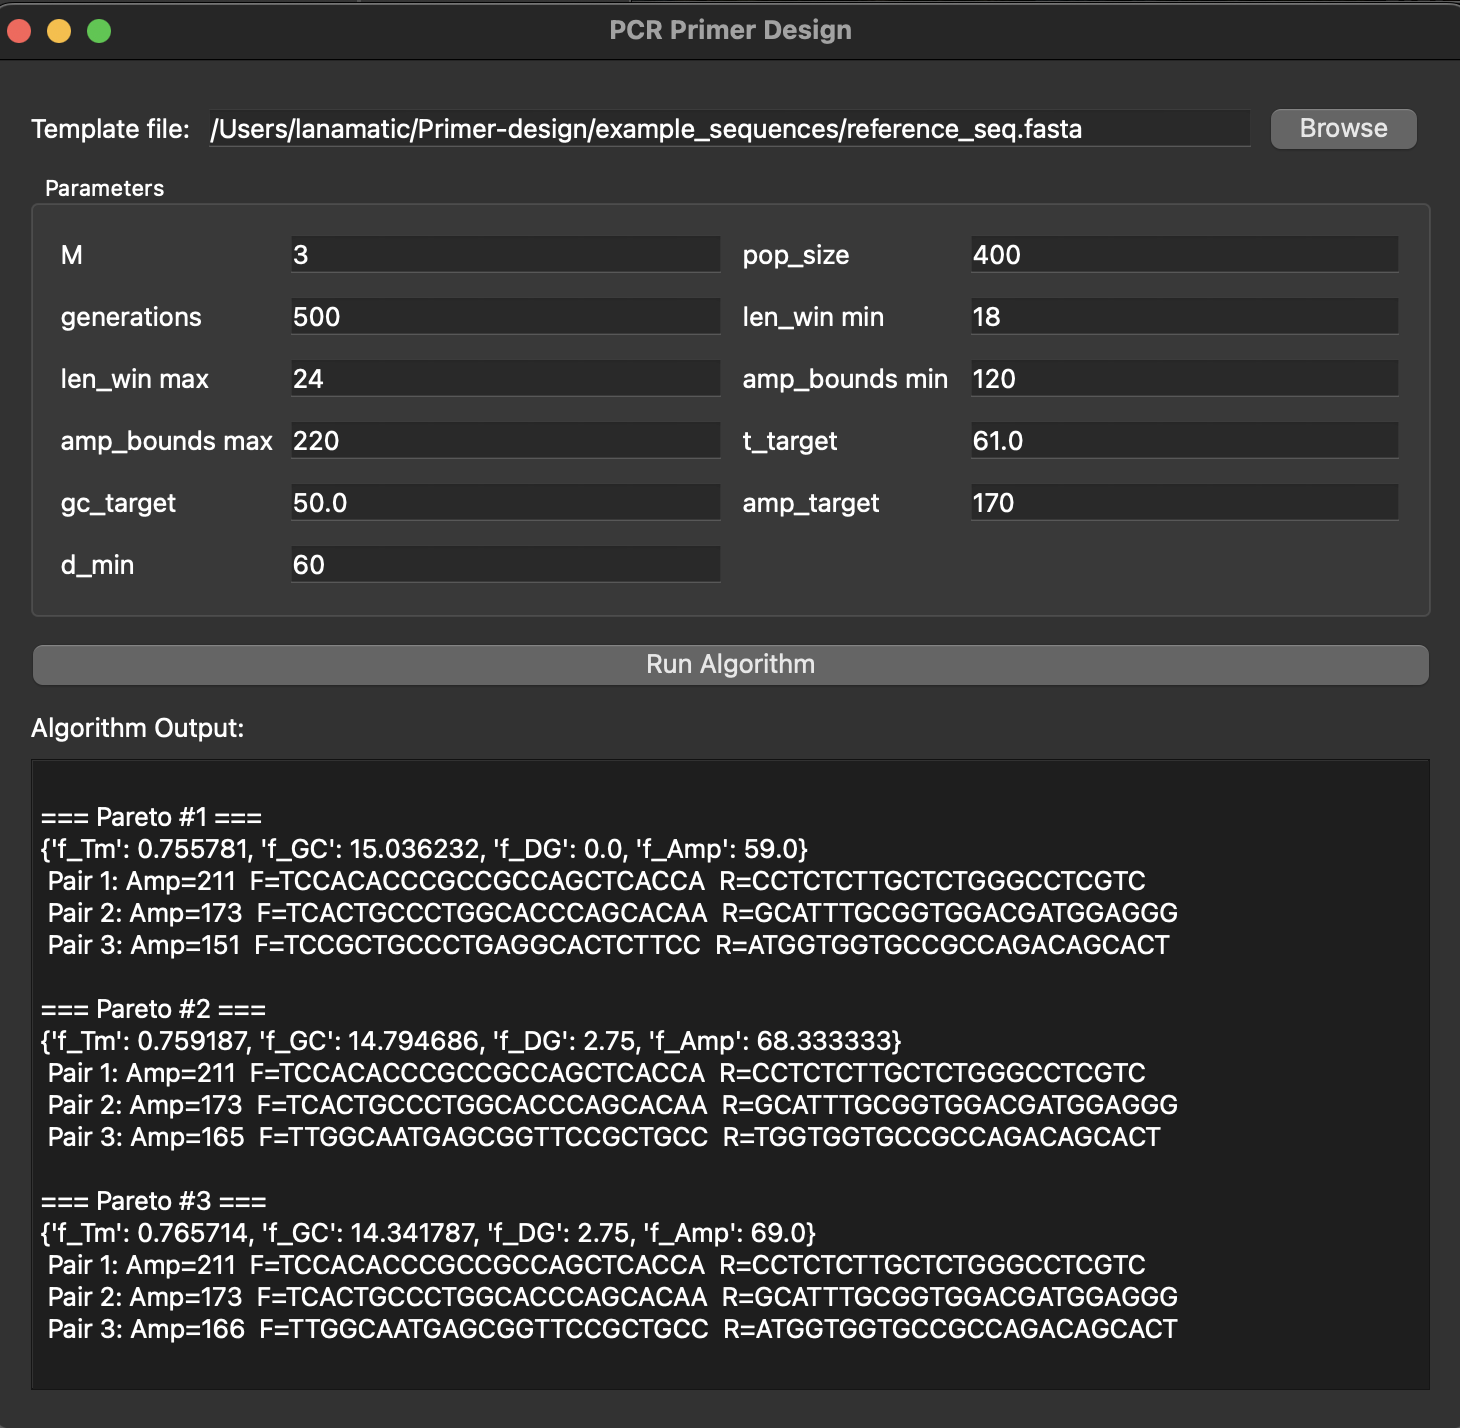 PCR Primer Design
Template file: /Users/lanamatic/Primer-design/example_sequences/reference_seq.fasta Browse
Parameters
M 3 pop_size 400
generations 500 len_win min 18
len_win max 24 amp_bounds min 120
amp_bounds max 220 t_target 61.0
gc_target 50.0 amp_target 170
d_min 60
Run Algorithm
Algorithm Output:
=== Pareto #1 ===
{'f_Tm': 0.755781, 'f_GC': 15.036232, 'f_DG': 0.0, 'f_Amp': 59.0}
Pair 1: Amp=211 F=TCCACACCCGCCGCCAGCTCACCA R=CCTCTCTTGCTCTGGGCCTCGTC
Pair 2: Amp=173 F=TCACTGCCCTGGCACCCAGCACAA R=GCATTTGCGGTGGACGATGGAGGG
Pair 3: Amp=151 F=TCCGCTGCCCTGAGGCACTCTTCC R=ATGGTGGTGCCGCCAGACAGCACT
=== Pareto #2 ===
{'f_Tm': 0.759187, 'f_GC': 14.794686, 'f_DG': 2.75, 'f_Amp': 68.333333}
Pair 1: Amp=211 F=TCCACACCCGCCGCCAGCTCACCA R=CCTCTCTTGCTCTGGGCCTCGTC
Pair 2: Amp=173 F=TCACTGCCCTGGCACCCAGCACAA R=GCATTTGCGGTGGACGATGGAGGG
Pair 3: Amp=165 F=TTGGCAATGAGCGGTTCCGCTGCC R=TGGTGGTGCCGCCAGACAGCACT
=== Pareto #3 ===
{'f_Tm': 0.765714, 'f_GC': 14.341787, 'f_DG': 2.75, 'f_Amp': 69.0}
Pair 1: Amp=211 F=TCCACACCCGCCGCCAGCTCACCA R=CCTCTCTTGCTCTGGGCCTCGTC
Pair 2: Amp=173 F=TCACTGCCCTGGCACCCAGCACAA R=GCATTTGCGGTGGACGATGGAGGG
Pair 3: Amp=166 F=TTGGCAATGAGCGGTTCCGCTGCC R=ATGGTGGTGCCGCCAGACAGCACT